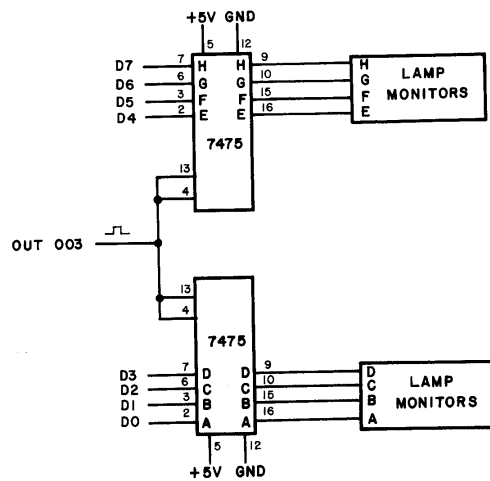 +5V GND
5 12
D7 7 H H 9 H
D6 6 G G 10 G
D5 3 F F 15 F
D4 2 E E 16 E
LAMP
MONITORS
7475
13
4
OUT 003
13
4
7475
D3 7 D D 9 D
D2 6 C C 10 C
D1 3 B B 15 B
D0 2 A A 16 A
LAMP
MONITORS
5 12
+5V GND